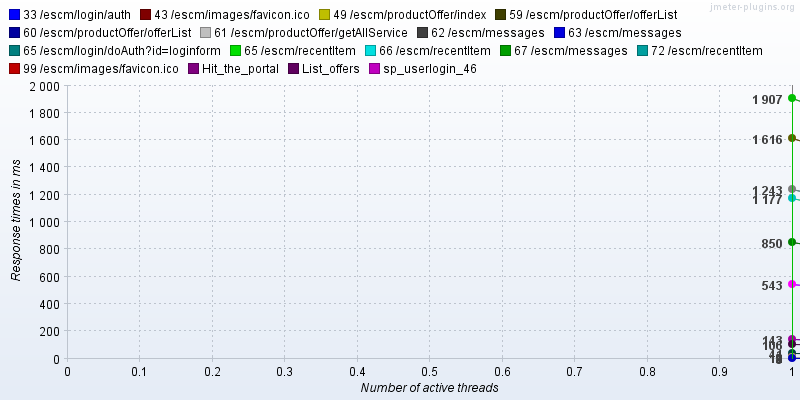 jmeter-plugins.org
33 /escm/login/auth 43 /escm/images/favicon.ico 49 /escm/productOffer/index 59 /escm/productOffer/offerList
60 /escm/productOffer/offerList 61 /escm/productOffer/getAllService 62 /escm/messages 63 /escm/messages
65 /escm/login/doAuth?id=loginform 65 /escm/recentItem 66 /escm/recentItem 67 /escm/messages 72 /escm/recentItem
99 /escm/images/favicon.ico Hit_the_portal List_offers sp_userlogin_46
2 000
1 907
1 800
1 616
1 600
1 400
1 243
1 200
1 177
1 000
850
800
600
543
400
200
143
106
0
Response times in ms
0 0.1 0.2 0.3 0.4 0.5 0.6 0.7 0.8 0.9 1
Number of active threads